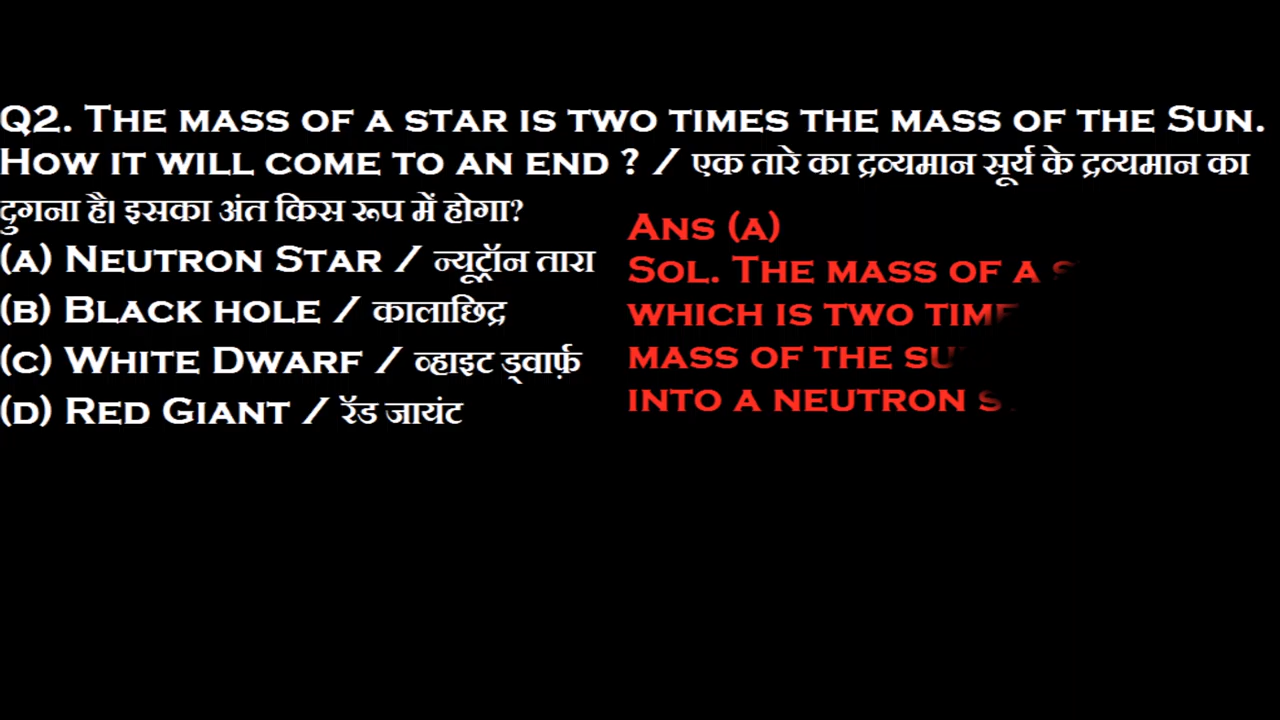 Q2. The mass of a star is two times the mass of the Sun.
How it will come to an end ? / एक तारे का द्रव्यमान सूर्य के द्रव्यमान का
दुगना है। इसका अंत किस रूप में होगा?
(a) Neutron Star / न्यूट्रॉन तारा
(b) Black hole / कालाछिद्र
(c) White Dwarf / व्हाइट ड्वार्फ़
(d) Red Giant / रॅड जायंट
Ans (a)
Sol. The mass of a
which is two
mass of the
into a neutron